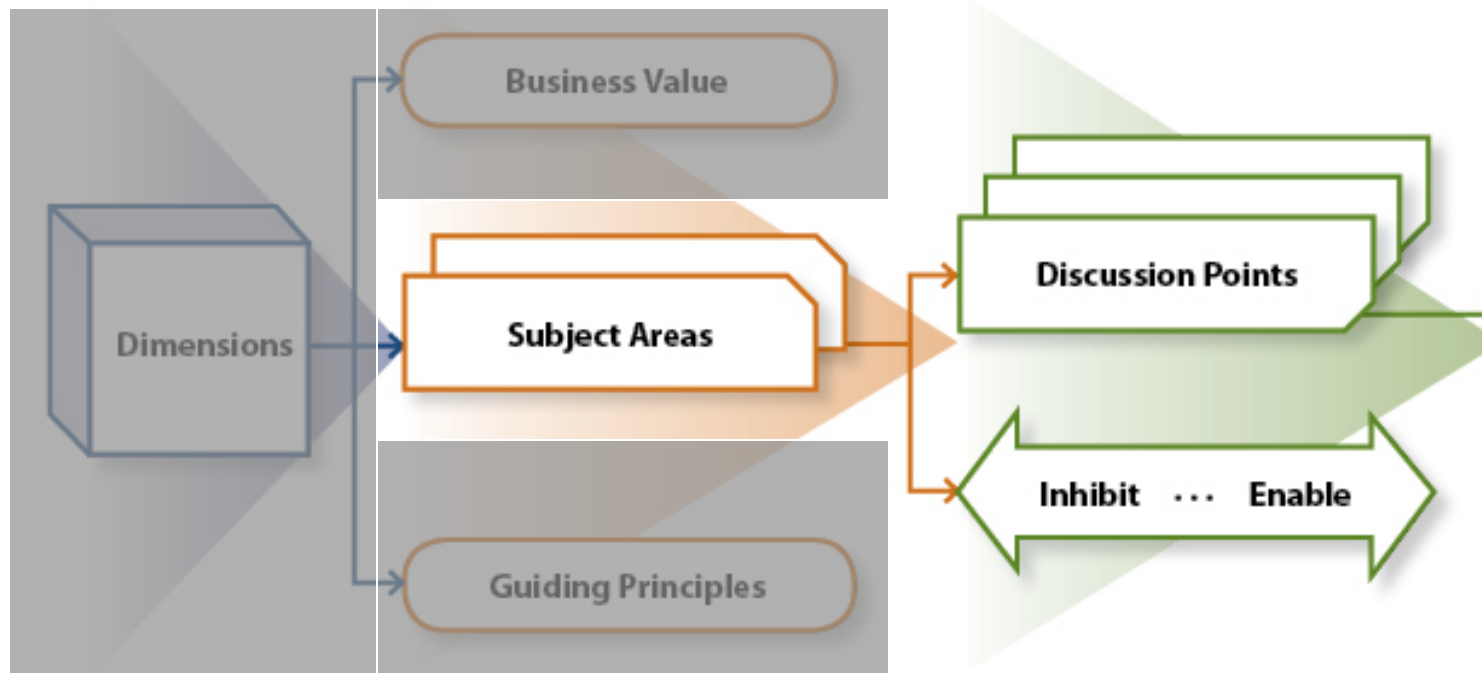 Business Value
Dimensions
Subject Areas
Discussion Points
Inhibit ... Enable
Guiding Principles